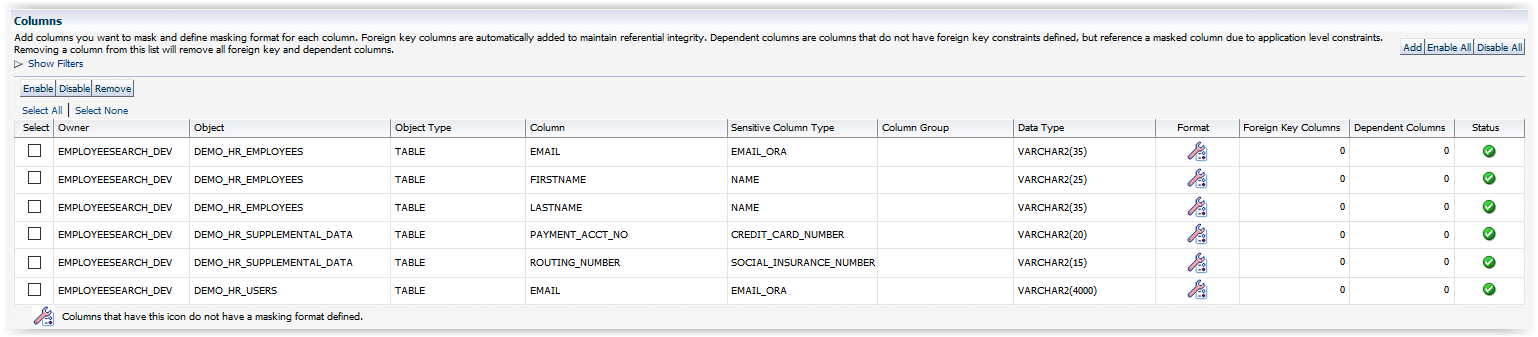 Columns
Add columns you want to mask and define masking format for each column. Foreign key columns are automatically added to maintain referential integrity. Dependent columns are columns that do not have foreign key constraints defined, but reference a masked column due to application level constraints.
Removing a column from this list will remove all foreign key and dependent columns.
Add Enable All Disable All
Show Filters
Enable Disable Remove
Select All Select None
Select Owner Object Object Type Column Sensitive Column Type Column Group Data Type Format Foreign Key Columns Dependent Columns Status
EMPLOYEESEARCH_DEV DEMO_HR_EMPLOYEES TABLE EMAIL EMAIL_ORA VARCHAR2(35) 0 0
EMPLOYEESEARCH_DEV DEMO_HR_EMPLOYEES TABLE FIRSTNAME NAME VARCHAR2(25) 0 0
EMPLOYEESEARCH_DEV DEMO_HR_EMPLOYEES TABLE LASTNAME NAME VARCHAR2(35) 0 0
EMPLOYEESEARCH_DEV DEMO_HR_SUPPLEMENTAL_DATA TABLE PAYMENT_ACCT_NO CREDIT_CARD_NUMBER VARCHAR2(20) 0 0
EMPLOYEESEARCH_DEV DEMO_HR_SUPPLEMENTAL_DATA TABLE ROUTING_NUMBER SOCIAL_INSURANCE_NUMBER VARCHAR2(15) 0 0
EMPLOYEESEARCH_DEV DEMO_HR_USERS TABLE EMAIL EMAIL_ORA VARCHAR2(4000) 0 0
Columns that have this icon do not have a masking format defined.